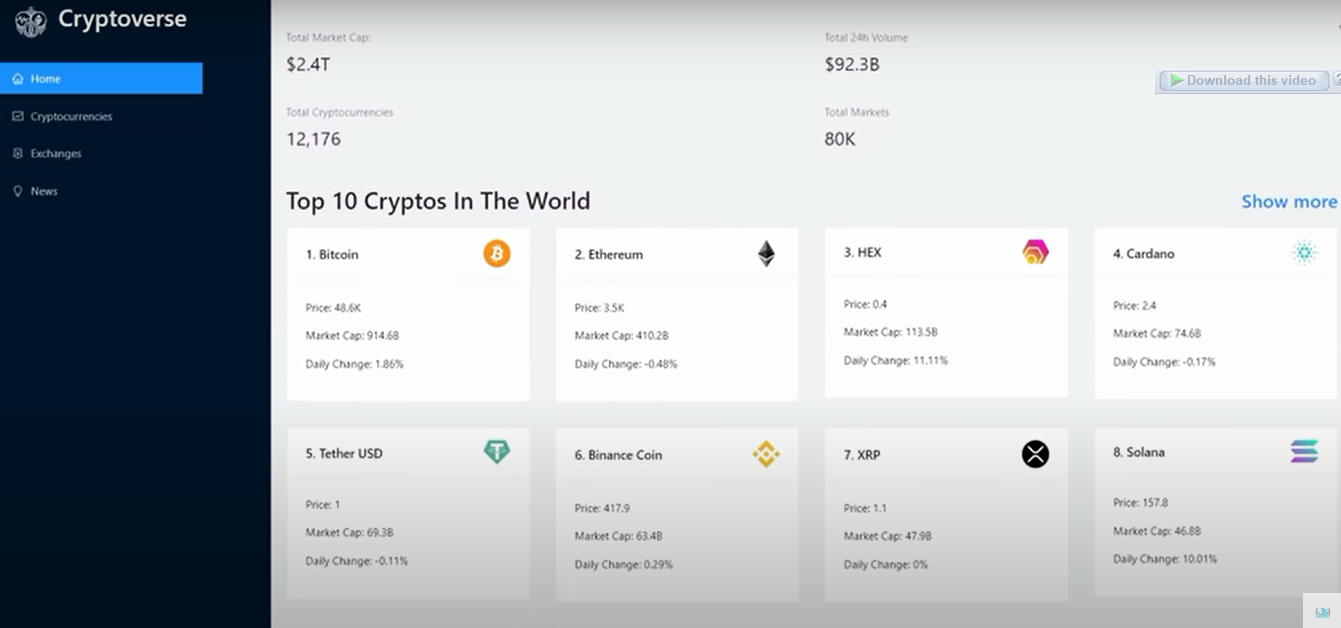 Cryptoverse
Home
Cryptocurrencies
Exchanges
News
Total Market Cap:
$2.4T
Total 24h Volume
$92.3B
Total Cryptocurrencies
12,176
Total Markets
80K
Download this video
Top 10 Cryptos In The World
Show more
1. Bitcoin
Price: 48.6K
Market Cap: 914.6B
Daily Change: 1.86%
2. Ethereum
Price: 3.5K
Market Cap: 410.2B
Daily Change: -0.48%
3. HEX
Price: 0.4
Market Cap: 113.5B
Daily Change: 11.11%
4. Cardano
Price: 2.4
Market Cap: 74.6B
Daily Change: -0.17%
5. Tether USD
Price: 1
Market Cap: 69.3B
Daily Change: -0.11%
6. Binance Coin
Price: 417.9
Market Cap: 63.4B
Daily Change: 0.29%
7. XRP
Price: 1.1
Market Cap: 47.9B
Daily Change: 0%
8. Solana
Price: 157.8
Market Cap: 46.8B
Daily Change: 10.01%